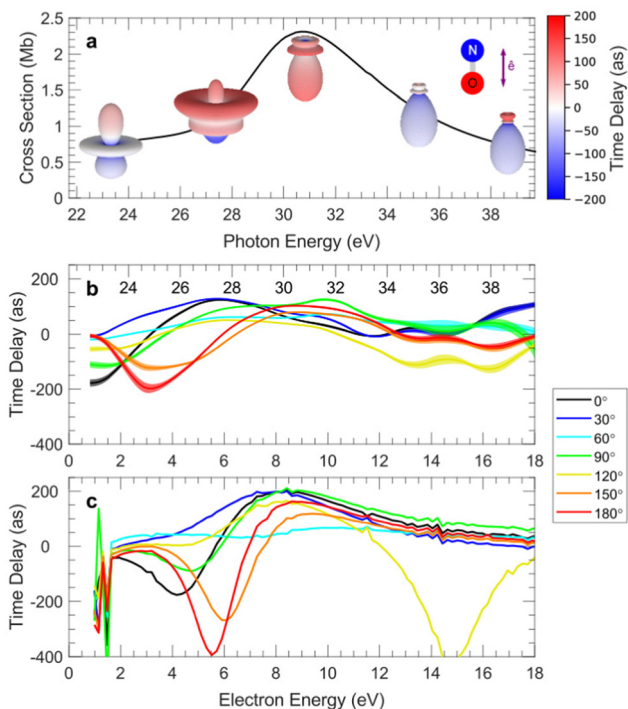 a
Cross Section (Mb)
2.5
2
1.5
1
0.5
0
22 24 26 28 30 32 34 36 38
Photon Energy (eV)
N
O
ê
200
150
100
50
0
-50
-100
-150
-200
Time Delay (as)
b
24 26 28 30 32 34 36 38
Time Delay (as)
200
0
-200
-400
0 2 4 6 8 10 12 14 16 18
c
Time Delay (as)
200
0
-200
-400
0 2 4 6 8 10 12 14 16 18
Electron Energy (eV)
0°
30°
60°
90°
120°
150°
180°